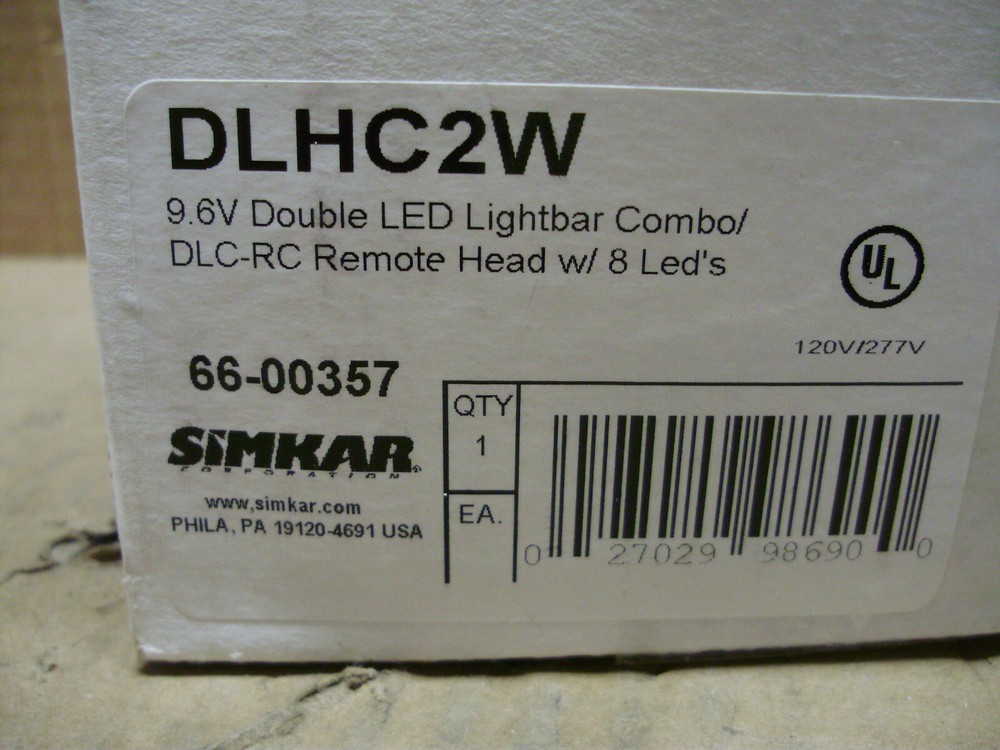 DLHC2W
9.6V Double LED Lightbar Combo/
DLC-RC Remote Head w/ 8 Led's
UL
120V/277V
66-00357
SIMKAR
CORPORATION
www.simkar.com
PHILA, PA 19120-4691 USA
QTY
1
EA.
0 27029 98690 0